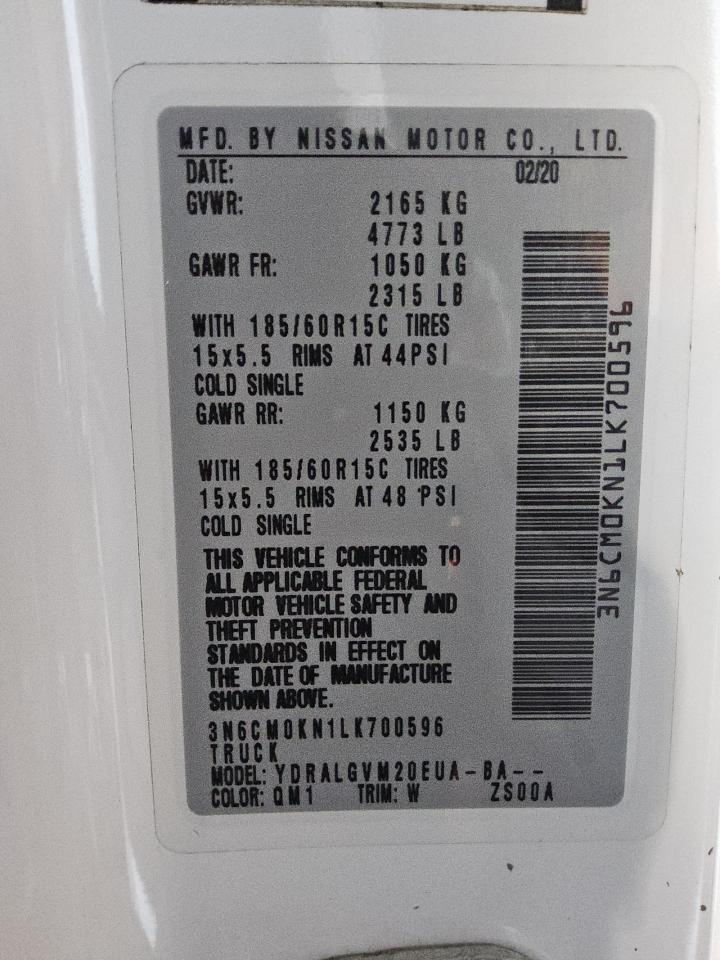 MFD. BY NISSAN MOTOR CO., LTD.
DATE: 02/20
GVWR: 2165 KG
4773 LB
GAWR FR: 1050 KG
2315 LB
WITH 185/60R15C TIRES
15x5.5 RIMS AT 44PSI
COLD SINGLE
GAWR RR: 1150 KG
2535 LB
WITH 185/60R15C TIRES
15x5.5 RIMS AT 48 PSI
COLD SINGLE
THIS VEHICLE CONFORMS TO
ALL APPLICABLE FEDERAL
MOTOR VEHICLE SAFETY AND
THEFT PREVENTION
STANDARDS IN EFFECT ON
THE DATE OF MANUFACTURE
SHOWN ABOVE.
3N6CM0KN1LK700596
TRUCK
MODEL: YDRALGVM20EUA-BA--
COLOR: QM1 TRIM: W ZS00A
3N6CM0KN1LK700596